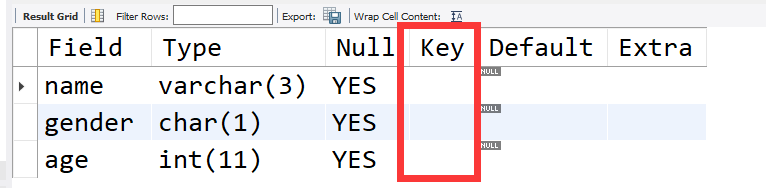 Result Grid Filter Rows: Export: Wrap Cell Content: IA
Field Type Null Key Default Extra
name varchar(3) YES NULL
gender char(1) YES NULL
age int(11) YES NULL